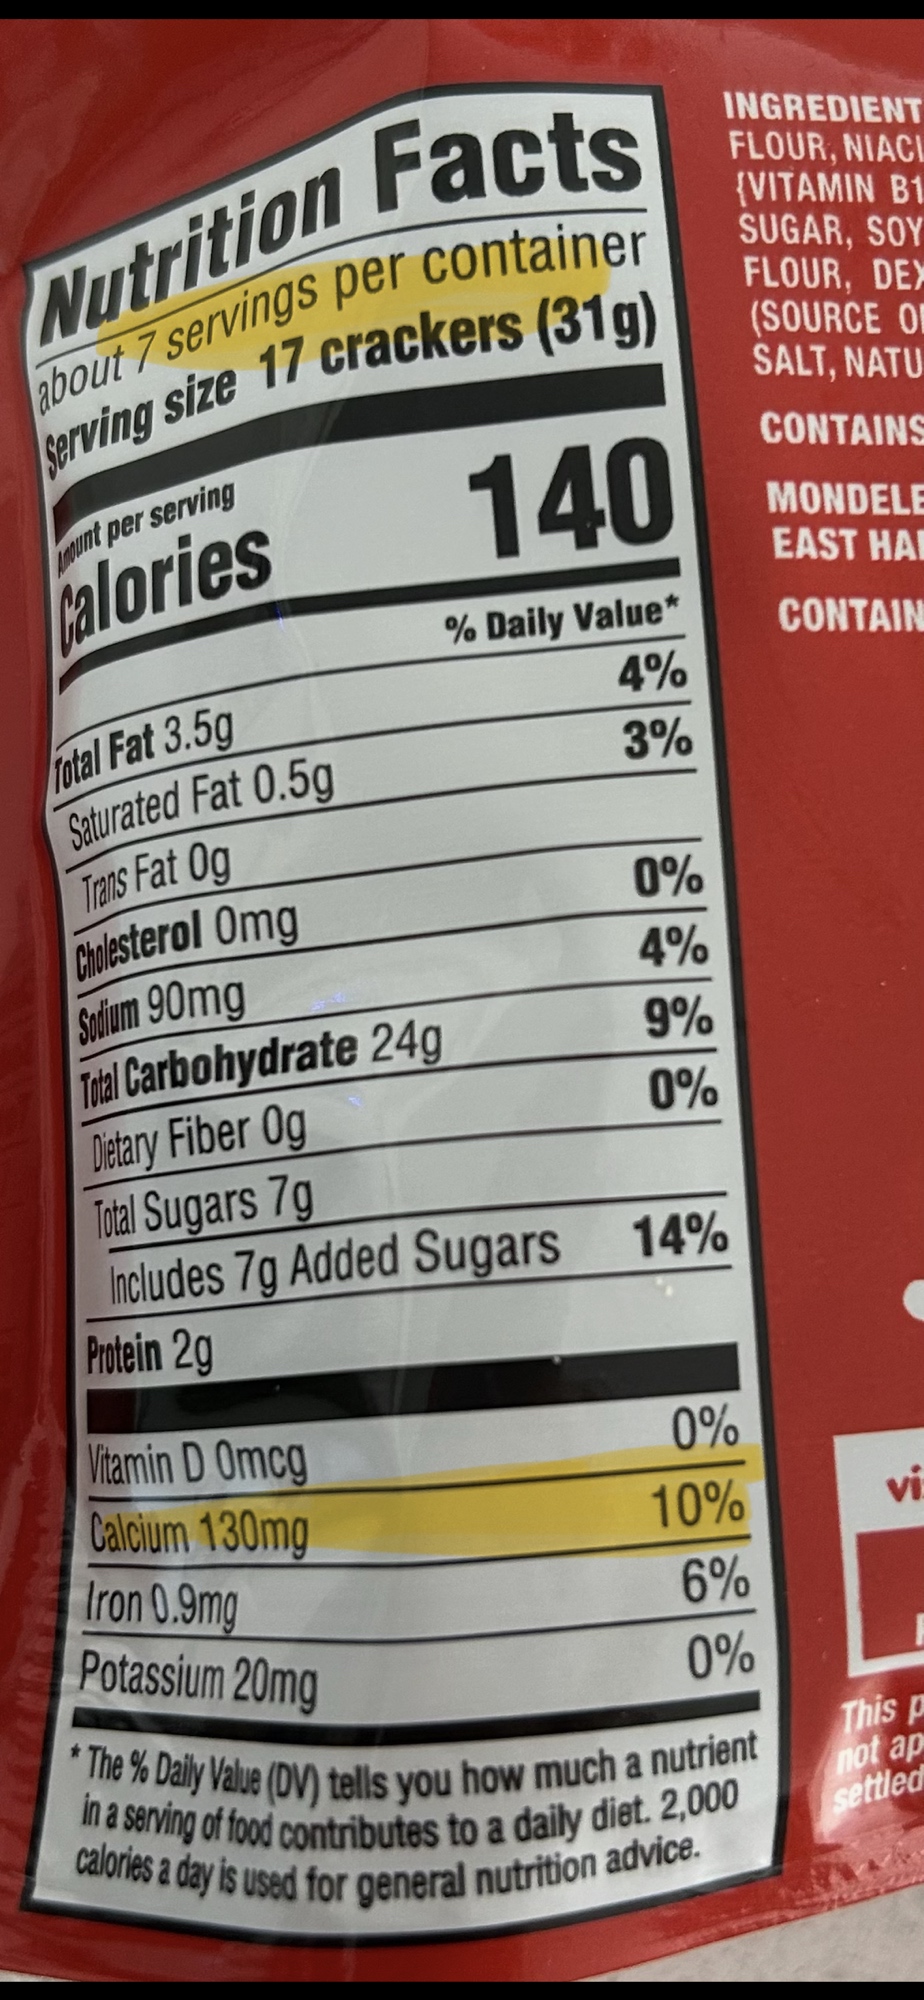 Nutrition Facts
about 7 servings per container
Serving size 17 crackers (31g)
Amount per serving
Calories 140
% Daily Value*
Total Fat 3.5g 4%
Saturated Fat 0.5g 3%
Trans Fat 0g
Cholesterol 0mg 0%
Sodium 90mg 4%
Total Carbohydrate 24g 9%
Dietary Fiber 0g 0%
Total Sugars 7g
Includes 7g Added Sugars 14%
Protein 2g
Vitamin D 0mcg 0%
Calcium 130mg 10%
Iron 0.9mg 6%
Potassium 20mg 0%
* The % Daily Value (DV) tells you how much a nutrient
in a serving of food contributes to a daily diet. 2,000
calories a day is used for general nutrition advice.
INGREDIENT
FLOUR, NIACI
{VITAMIN B1
SUGAR, SOY
FLOUR, DEX
(SOURCE O
SALT, NATU
CONTAINS
MONDELE
EAST HA
CONTAIN
vi
This p
not ap
settled